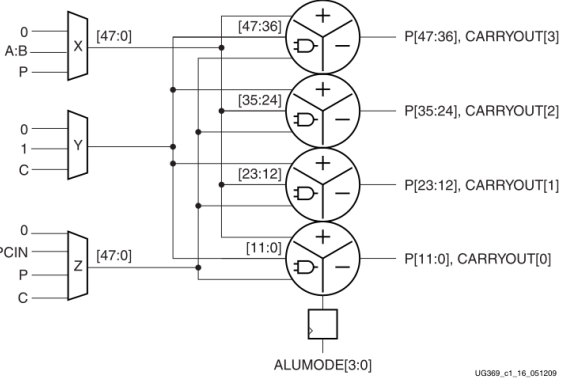 0
A:B
P
X
[47:0]
0
1
C
Y
0
PCIN
P
C
Z
[47:0]
[47:36]
+
−
P[47:36], CARRYOUT[3]
[35:24]
+
−
P[35:24], CARRYOUT[2]
[23:12]
+
−
P[23:12], CARRYOUT[1]
[11:0]
+
−
P[11:0], CARRYOUT[0]
ALUMODE[3:0]
UG369_c1_16_051209